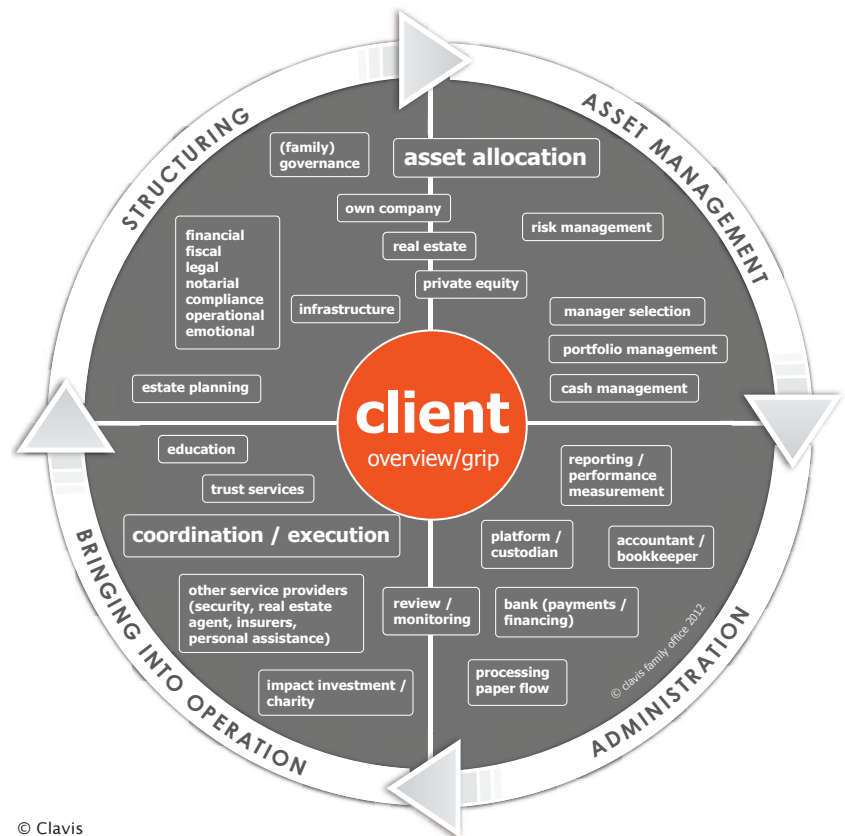 STRUCTURING
ASSET MANAGEMENT
(family)
governance
asset allocation
own company
risk management
real estate
financial
fiscal
legal
notarial
compliance
operational
emotional
private equity
infrastructure
manager selection
portfolio management
estate planning
cash management
client
overview/grip
education
reporting /
performance
measurement
trust services
coordination / execution
platform /
custodian
accountant /
bookkeeper
other service providers
(security, real estate
agent, insurers,
personal assistance)
review /
monitoring
bank (payments /
financing)
impact investment /
charity
processing
paper flow
© clavis family office 2012
BRINGING INTO OPERATION
ADMINISTRATION
© Clavis